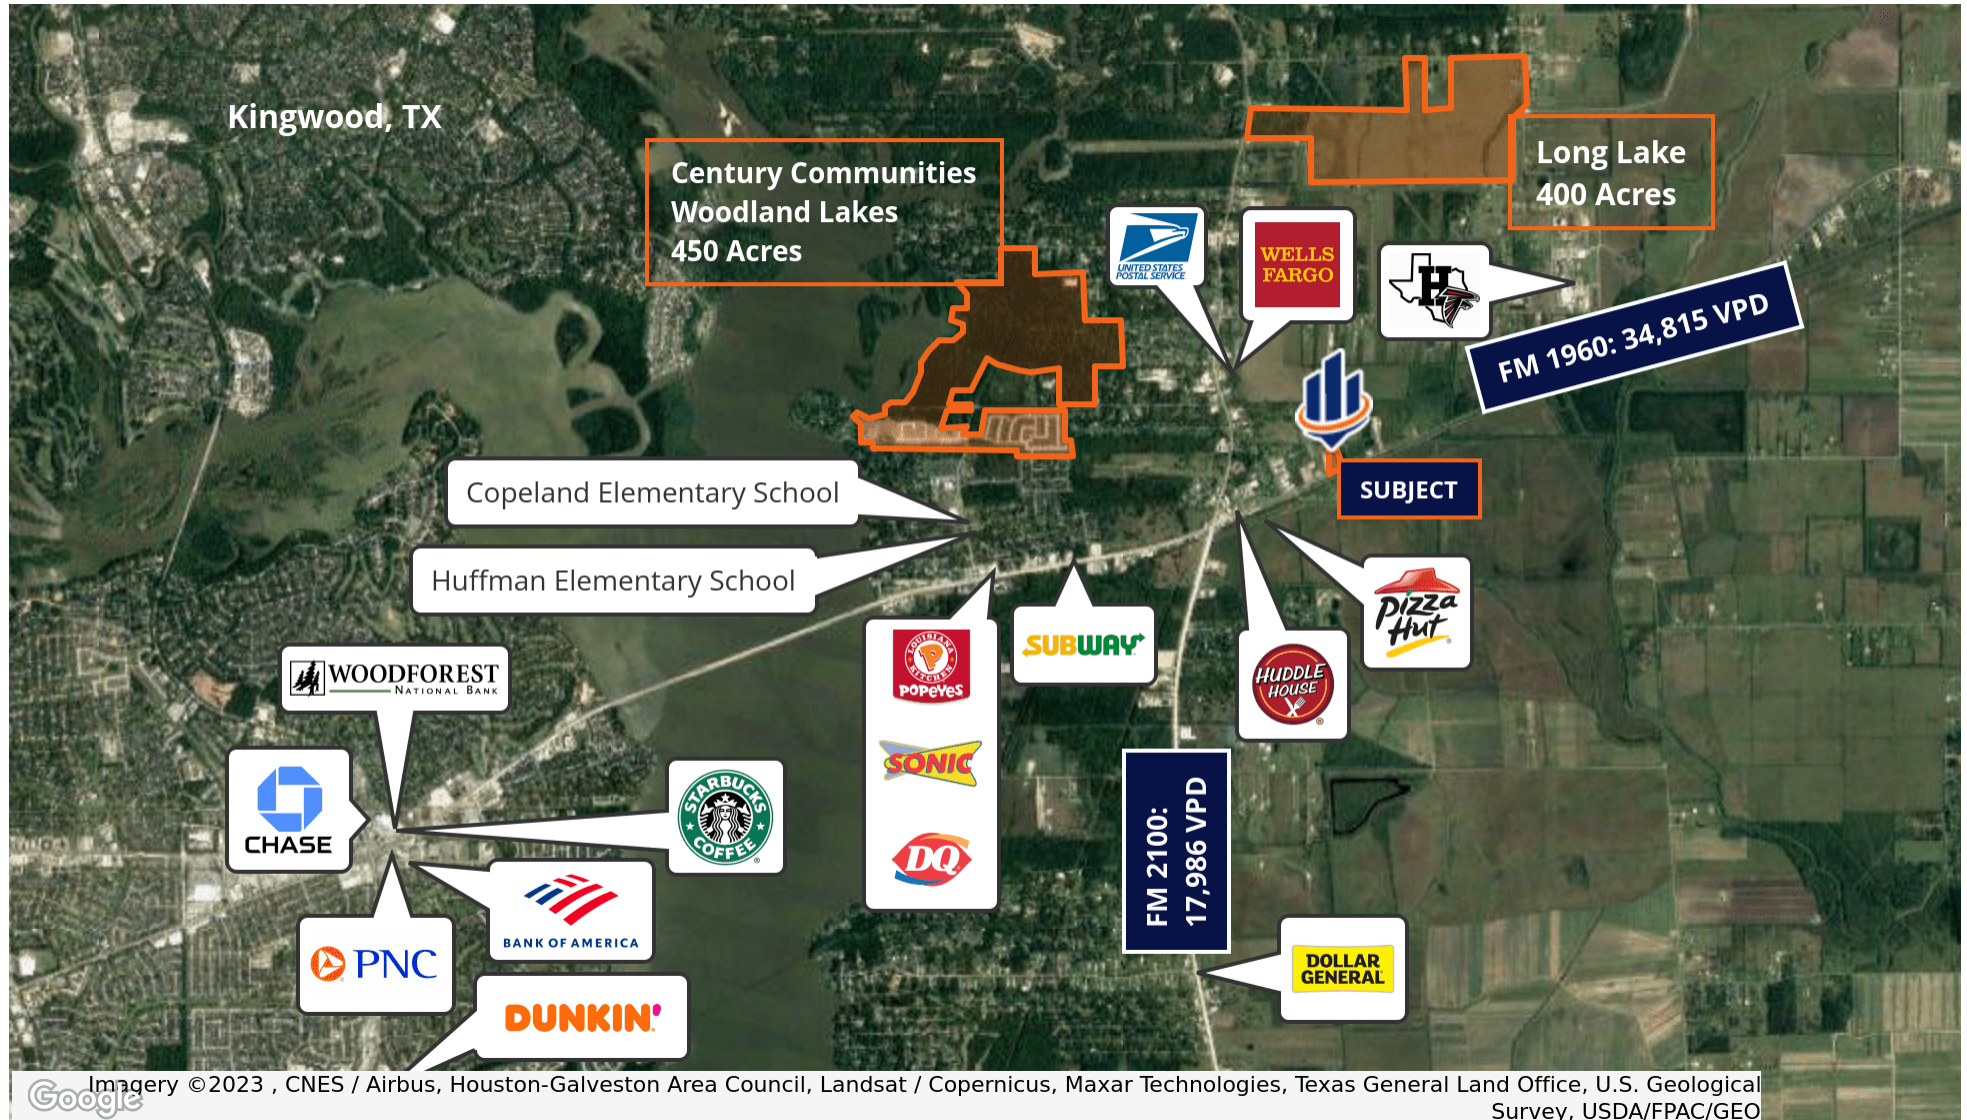 Kingwood, TX
Century Communities
Woodland Lakes
450 Acres
Long Lake
400 Acres
UNITED STATES
POSTAL SERVICE
WELLS
FARGO
H
FM 1960: 34,815 VPD
SUBJECT
Copeland Elementary School
Huffman Elementary School
LOUISIANA
KITCHEN
POPEYES
SUBWAY
Pizza
Hut
HUDDLE
HOUSE
WOODFOREST
NATIONAL BANK
SONIC
CHASE
STARBUCKS
COFFEE
DQ
FM 2100:
17,986 VPD
BANK OF AMERICA
PNC
DUNKIN'
DOLLAR
GENERAL
BL
Google
Imagery ©2023 , CNES / Airbus, Houston-Galveston Area Council, Landsat / Copernicus, Maxar Technologies, Texas General Land Office, U.S. Geological
Survey, USDA/FPAC/GEO